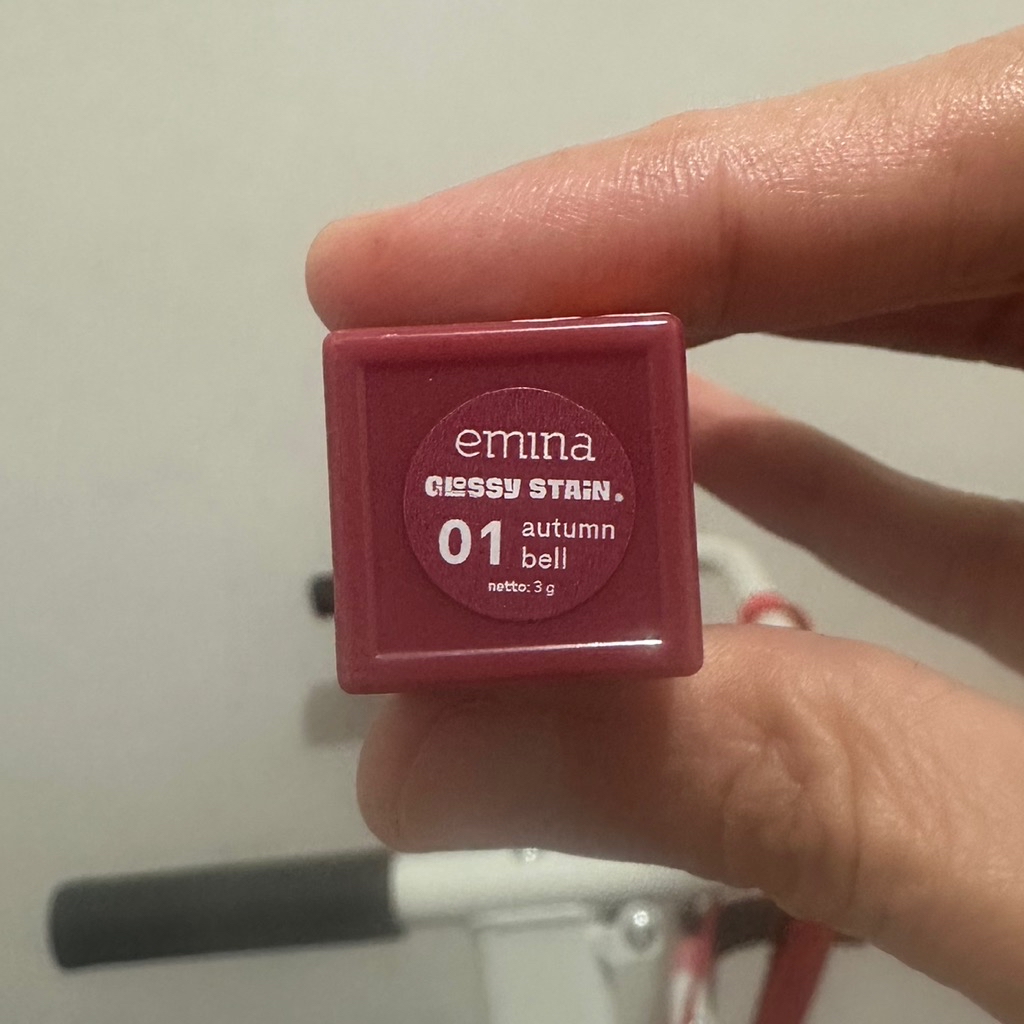 emina
GLOSSY STAIN.
01 autumn
bell
netto: 3 g